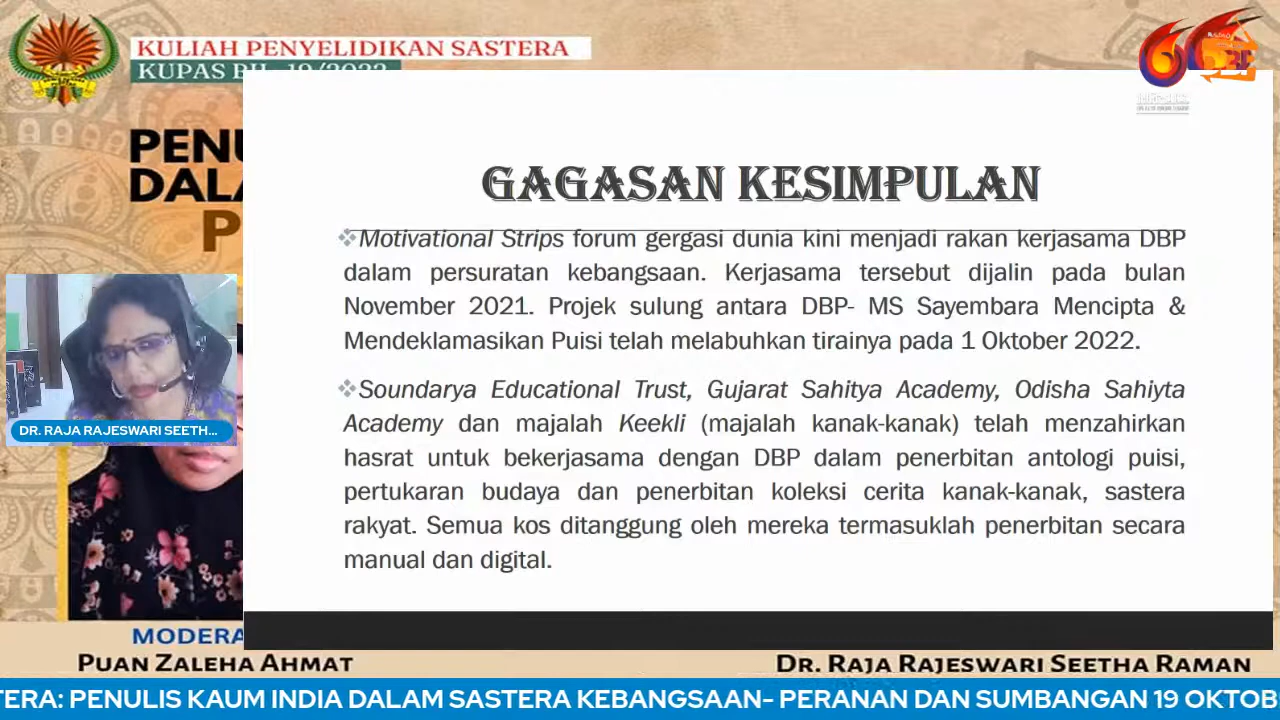 KULIAH PENYELIDIKAN SASTERA
KUPAS BIL 19/2022
PENU
DALA
P
GAGASAN KESIMPULAN
Motivational Strips forum gergasi dunia kini menjadi rakan kerjasama DBP
dalam persuratan kebangsaan. Kerjasama tersebut dijalin pada bulan
November 2021. Projek sulung antara DBP- MS Sayembara Mencipta &
Mendeklamasikan Puisi telah melabuhkan tirainya pada 1 Oktober 2022.
Soundarya Educational Trust, Gujarat Sahitya Academy, Odisha Sahiyta
Academy dan majalah Keekli (majalah kanak-kanak) telah menzahirkan
hasrat untuk bekerjasama dengan DBP dalam penerbitan antologi puisi,
pertukaran budaya dan penerbitan koleksi cerita kanak-kanak, sastera
rakyat. Semua kos ditanggung oleh mereka termasuklah penerbitan secara
manual dan digital.
DR. RAJA RAJESWARI SEETH...
MODERA
PUAN ZALEHA AHMAT
DR. RAJA RAJESWARI SEETHA RAMAN
TERA: PENULIS KAUM INDIA DALAM SASTERA KEBANGSAAN- PERANAN DAN SUMBANGAN 19 OKTOB